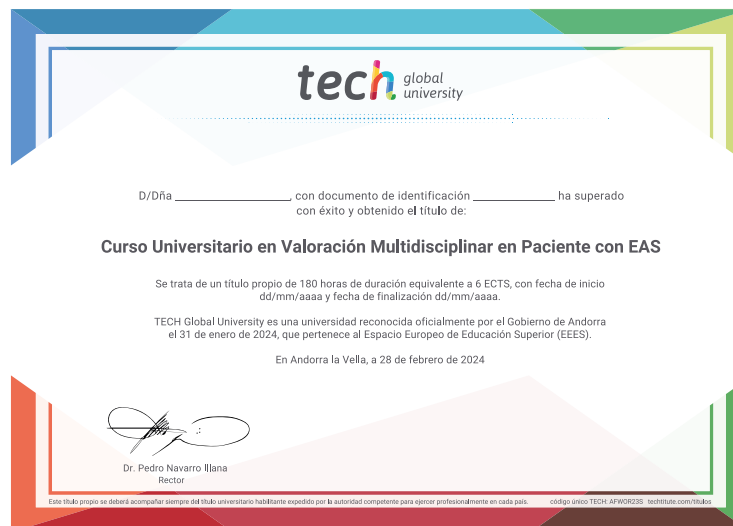 tech global
university
D/Dña ______________, con documento de identificación __________ ha superado
con éxito y obtenido el título de:
Curso Universitario en Valoración Multidisciplinar en Paciente con EAS
Se trata de un título propio de 180 horas de duración equivalente a 6 ECTS, con fecha de inicio
dd/mm/aaaa y fecha de finalización dd/mm/aaaa.
TECH Global University es una universidad reconocida oficialmente por el Gobierno de Andorra
el 31 de enero de 2024, que pertenece al Espacio Europeo de Educación Superior (EEES).
En Andorra la Vella, a 28 de febrero de 2024
Dr. Pedro Navarro Illana
Rector
Este título propio se deberá acompañar siempre del título universitario habilitante expedido por la autoridad competente para ejercer profesionalmente en cada país. código único TECH: AFWOR23S techtitute.com/titulos